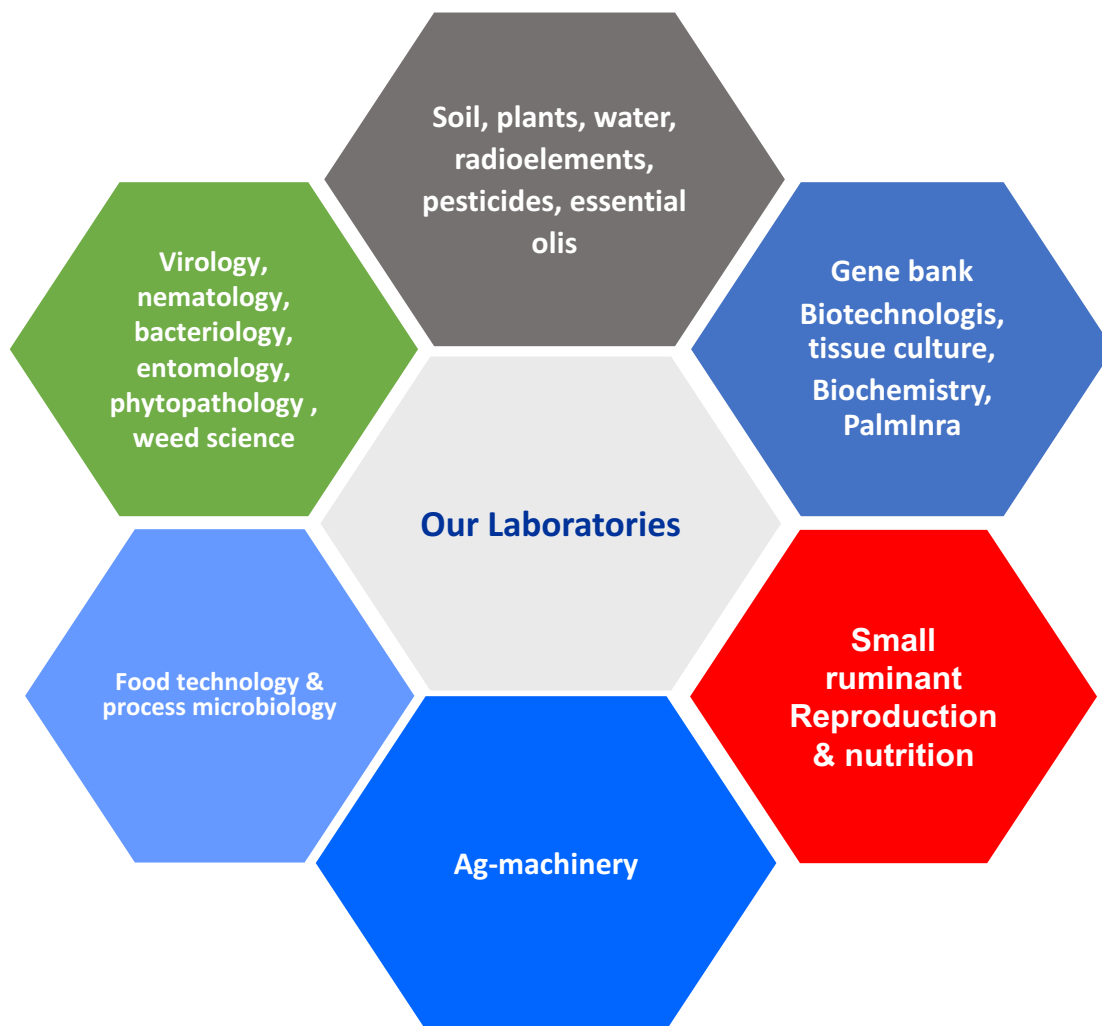 Soil, plants, water,
radioelements,
pesticides, essential
olis
Virology,
nematology,
bacteriology,
entomology,
phytopathology ,
weed science
Gene bank
Biotechnologis,
tissue culture,
Biochemistry,
PalmInra
Our Laboratories
Food technology &
process microbiology
Small
ruminant
Reproduction
& nutrition
Ag-machinery